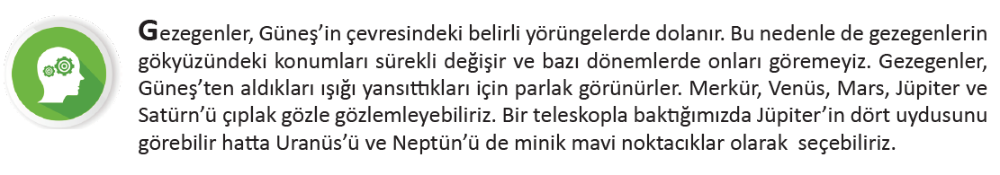 Gezegenler, Güneş’in çevresindeki belirli yörüngelerde dolanır. Bu nedenle de gezegenlerin
gökyüzündeki konumları sürekli değişir ve bazı dönemlerde onları göremeyiz. Gezegenler,
Güneş’ten aldıkları ışığı yansıttıkları için parlak görünürler. Merkür, Venüs, Mars, Jüpiter ve
Satürn’ü çıplak gözle gözlemleyebiliriz. Bir teleskopla baktığımızda Jüpiter’in dört uydusunu
görebilir hatta Uranüs’ü ve Neptün’ü de minik mavi noktacıklar olarak seçebiliriz.